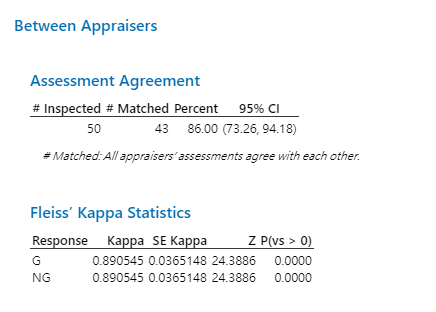 Between Appraisers
Assessment Agreement
# Inspected # Matched Percent 95% CI
50 43 86.00 (73.26, 94.18)
# Matched: All appraisers' assessments agree with each other.
Fleiss' Kappa Statistics
Response Kappa SE Kappa Z P(vs > 0)
G 0.890545 0.0365148 24.3886 0.0000
NG 0.890545 0.0365148 24.3886 0.0000